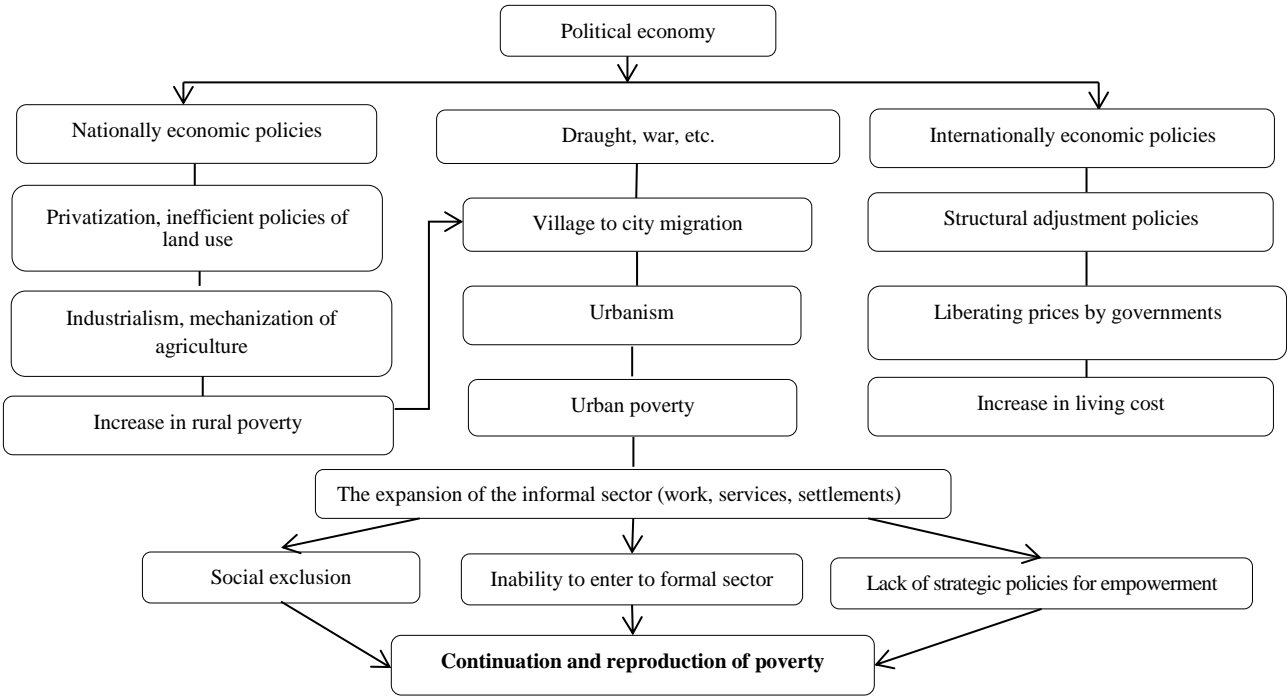 Political economy
Nationally economic policies
Draught, war, etc.
Internationally economic policies
Privatization, inefficient policies of
land use
Village to city migration
Structural adjustment policies
Industrialism, mechanization of
agriculture
Urbanism
Liberating prices by governments
Increase in rural poverty
Urban poverty
Increase in living cost
The expansion of the informal sector (work, services, settlements)
Social exclusion
Inability to enter to formal sector
Lack of strategic policies for empowerment
Continuation and reproduction of poverty